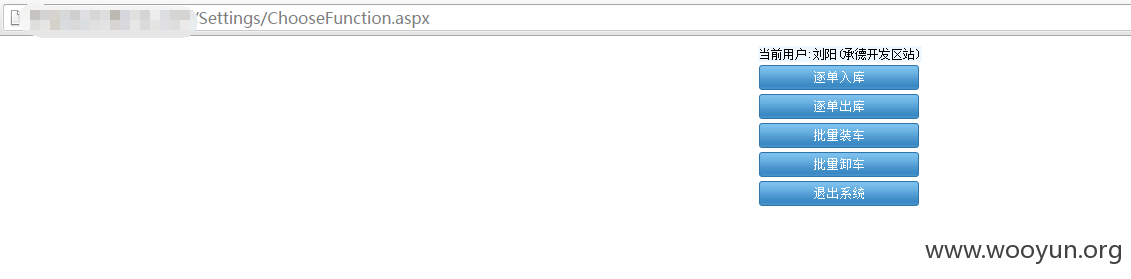 /Settings/ChooseFunction.aspx
当前用户:刘阳(承德开发区站)
逐单入库
逐单出库
批量装车
批量卸车
退出系统
www.wooyun.org